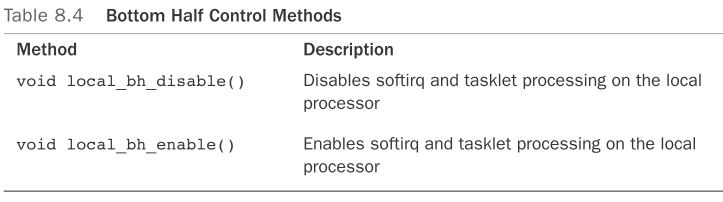 Table 8.4 Bottom Half Control Methods
Method Description
void local_bh_disable() Disables softirq and tasklet processing on the local
processor
void local_bh_enable() Enables softirq and tasklet processing on the local
processor